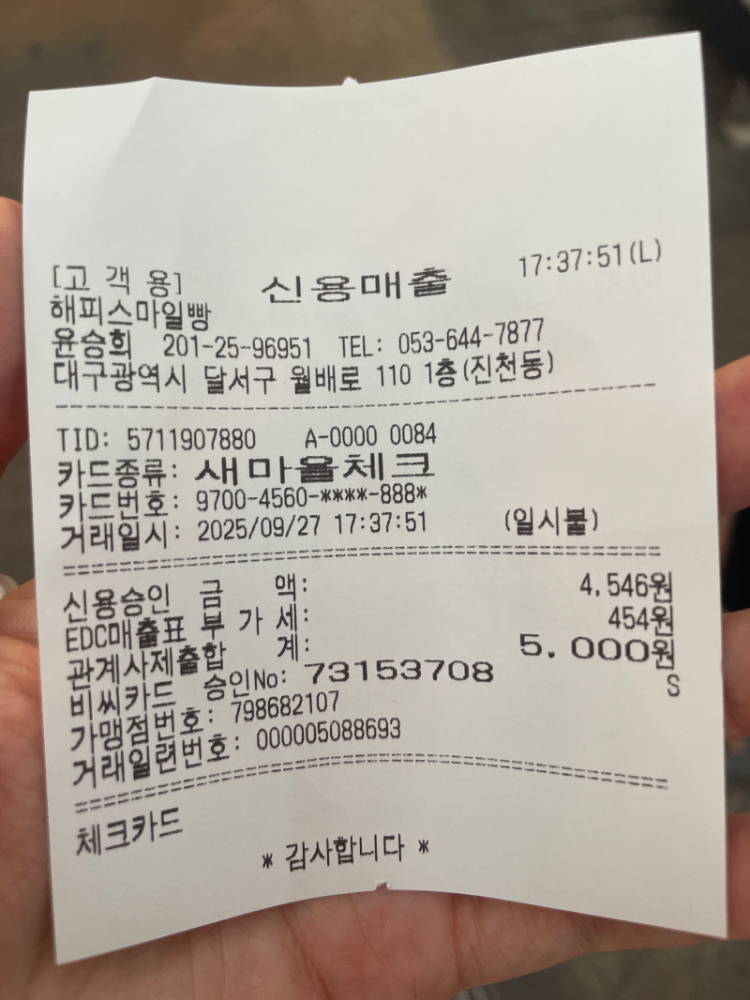 [고 객 용] 신용매출 17:37:51(L)
해피스마일빵
윤승희 201-25-96951 TEL: 053-644-7877
대구광역시 달서구 월배로 110 1층(진천동)
TID: 5711907880 A-0000 0084
카드종류: 새마을체크
카드번호: 9700-4560-****-888*
거래일시: 2025/09/27 17:37:51 (일시불)
신용승인 금 액: 4,546원
EDC매출표 부 가 세: 454원
관계사제출합 계: 5,000원
비씨카드 승인No: 73153708 S
가맹점번호: 798682107
거래일련번호: 000005088693
체크카드
* 감사합니다 *